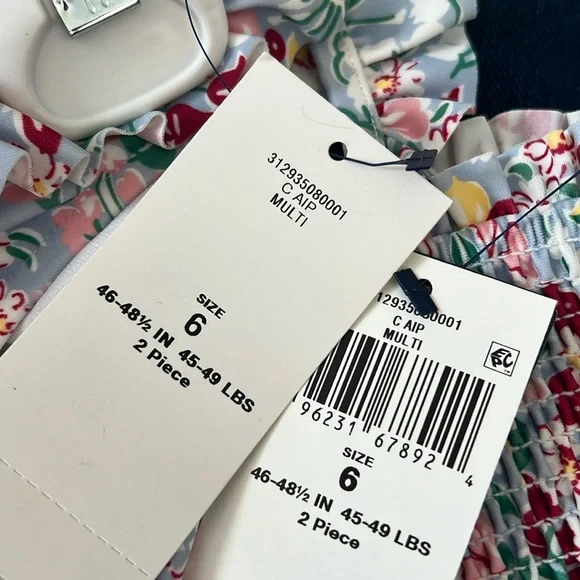 312935080001
C AIP
MULTI
SIZE
6
46-48½ IN 45-49 LBS
2 Piece
12935080001
C AIP
MULTI
96231 67892 4
SIZE
6
46-48½ IN 45-49 LBS
2 Piece